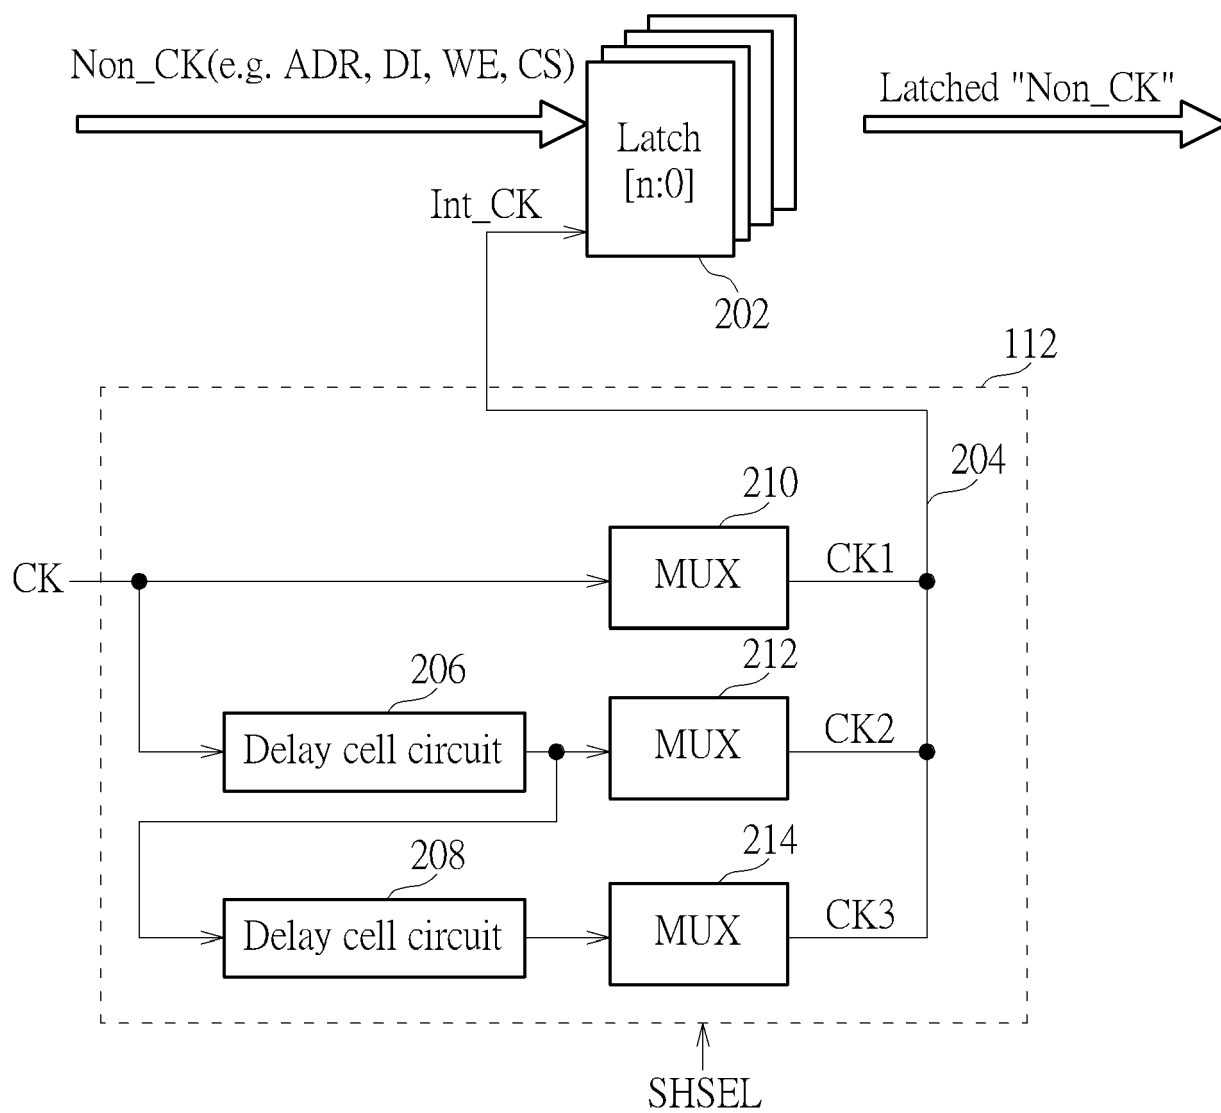 Non_CK(e.g. ADR, DI, WE, CS)
Latched "Non_CK"
Latch
[n:0]
Int_CK
202
112
204
210
CK
MUX
CK1
206
212
Delay cell circuit
MUX
CK2
208
214
Delay cell circuit
MUX
CK3
SHSEL